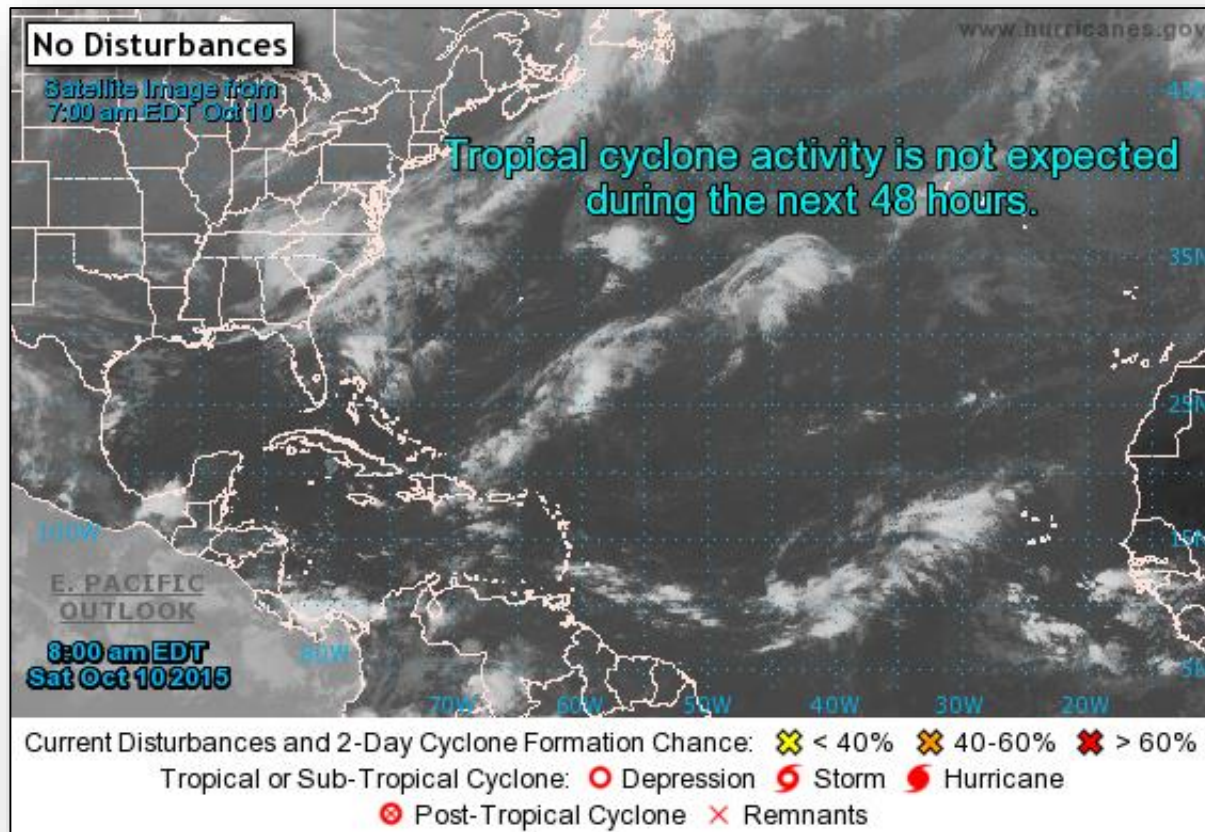 No Disturbances
www.hurricanes.gov
Satellite Image from
7:00 am EDT Oct 10
45N
Tropical cyclone activity is not expected
during the next 48 hours.
35N
25N
100W
15N
E. PACIFIC
OUTLOOK
8:00 am EDT
Sat Oct 10 2015
80W
5N
70W 60W 50W 40W 30W 20W
Current Disturbances and 2-Day Cyclone Formation Chance: < 40% 40-60% > 60%
Tropical or Sub-Tropical Cyclone: Depression Storm Hurricane
Post-Tropical Cyclone Remnants